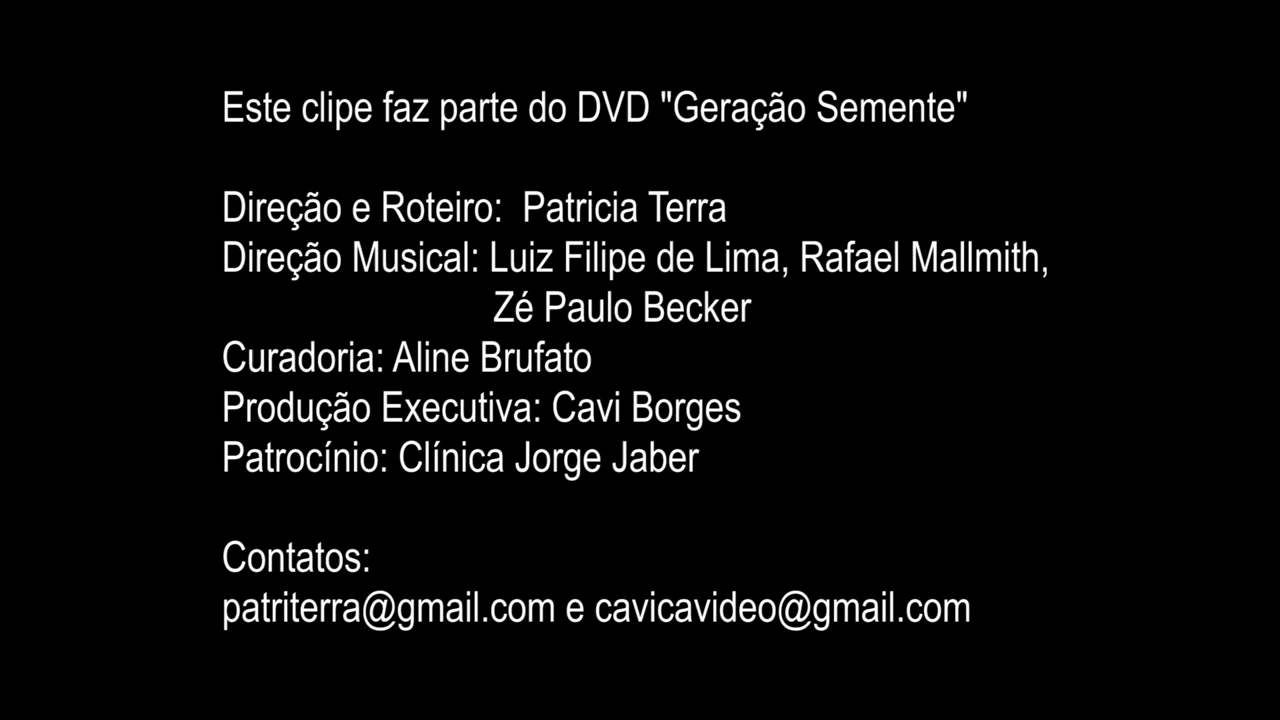 Este clipe faz parte do DVD "Geração Semente"
Direção e Roteiro:  Patricia Terra
Direção Musical: Luiz Filipe de Lima, Rafael Mallmith,
Zé Paulo Becker
Curadoria: Aline Brufato
Produção Executiva: Cavi Borges
Patrocínio: Clínica Jorge Jaber
Contatos:
patriterra@gmail.com e cavicavideo@gmail.com